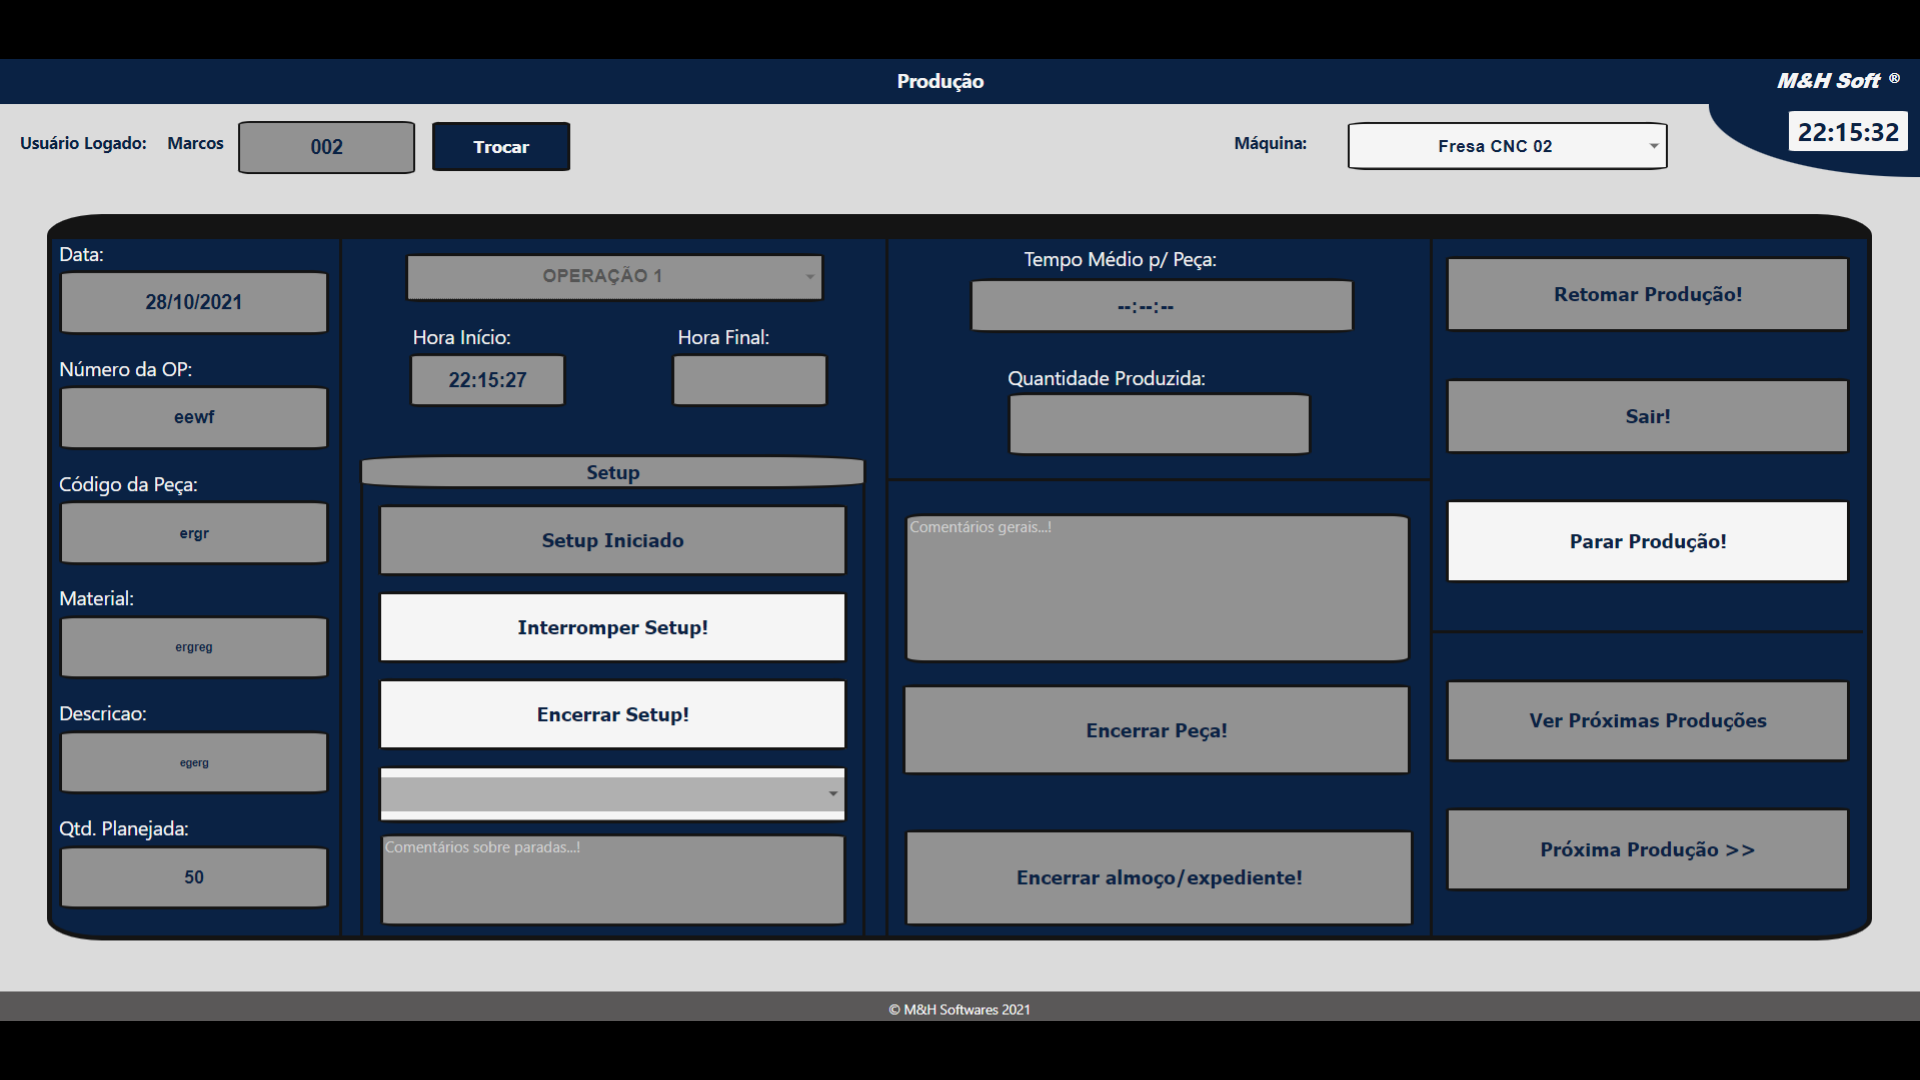 Produção
M&H Soft ®
22:15:32
Usuário Logado: Marcos 002 Trocar
Máquina: Fresa CNC 02
Data:
28/10/2021
Número da OP:
eewf
Código da Peça:
ergr
Material:
ergreg
Descricao:
egerg
Qtd. Planejada:
50
OPERAÇÃO 1
Hora Início: Hora Final:
22:15:27
Setup
Setup Iniciado
Interromper Setup!
Encerrar Setup!
Comentários sobre paradas...!
Tempo Médio p/ Peça:
--:--:--
Quantidade Produzida:
Comentários gerais...!
Encerrar Peça!
Encerrar almoço/expediente!
Retomar Produção!
Sair!
Parar Produção!
Ver Próximas Produções
Próxima Produção >>
© M&H Softwares 2021